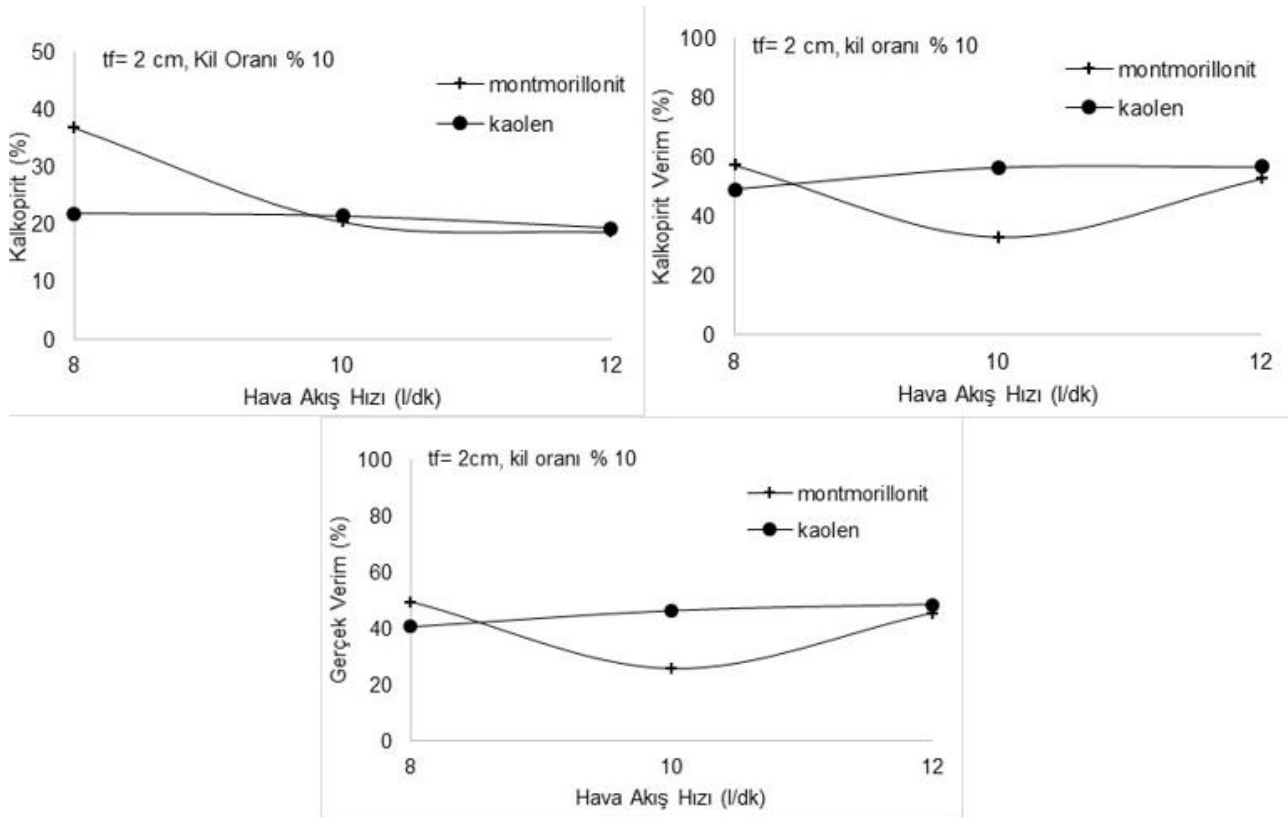 tf= 2 cm, Kil Oranı % 10
montmorillonit
kaolen
Kalkopirit (%)
50
40
30
20
10
0
8
10
12
Hava Akış Hızı (l/dk)
tf= 2 cm, kil oranı % 10
montmorillonit
kaolen
Kalkopirit Verim (%)
100
80
60
40
20
0
8
10
12
Hava Akış Hızı (l/dk)
tf= 2cm, kil oranı % 10
montmorillonit
kaolen
Gerçek Verim (%)
100
80
60
40
20
0
8
10
12
Hava Akış Hızı (l/dk)